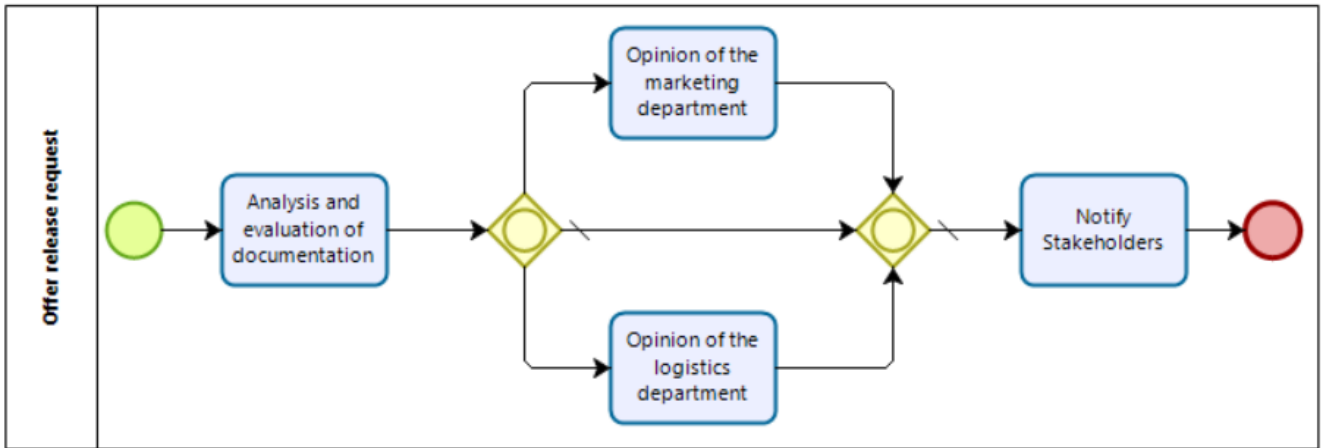 Offer release request
Analysis and
evaluation of
documentation
Opinion of the
marketing
department
Opinion of the
logistics
department
Notify
Stakeholders